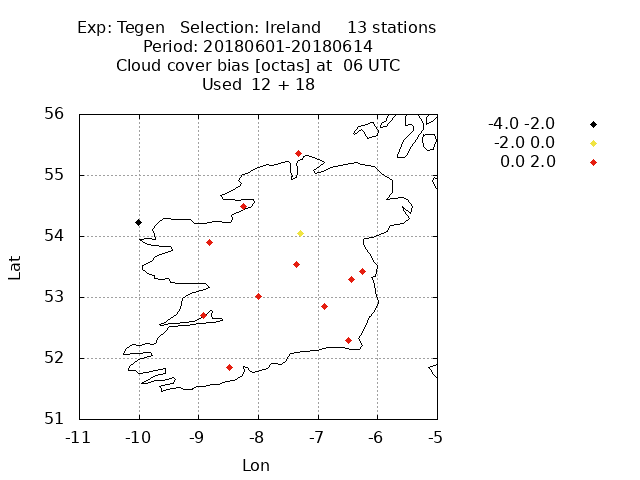 Exp: Tegen   Selection: Ireland     13 stations
Period: 20180601-20180614
Cloud cover bias [octas] at  06 UTC
Used  12 + 18
-4.0 -2.0
-2.0 0.0
0.0 2.0
56
55
54
53
52
51
Lat
-11 -10 -9 -8 -7 -6 -5
Lon